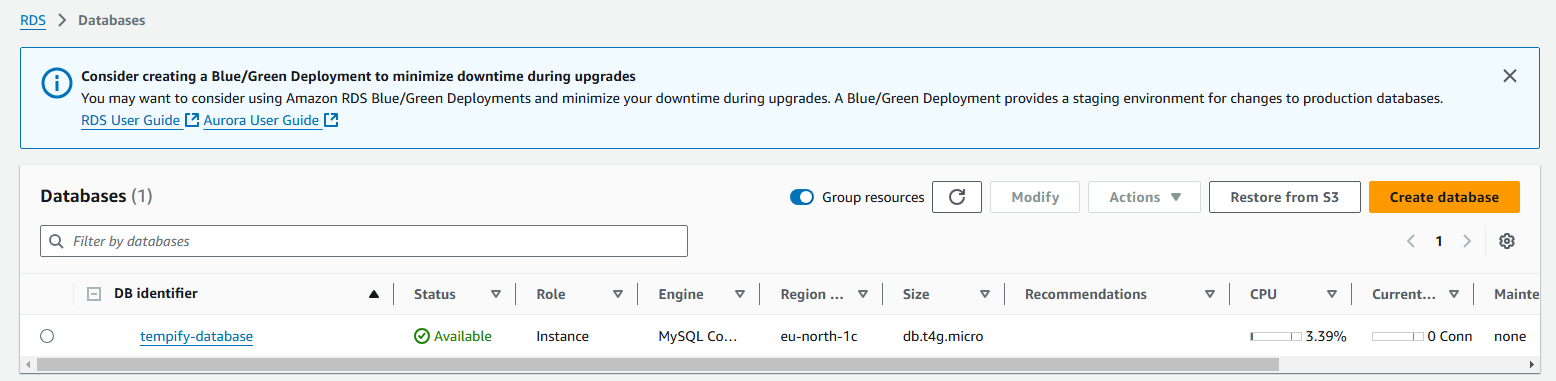 RDS > Databases
Consider creating a Blue/Green Deployment to minimize downtime during upgrades
You may want to consider using Amazon RDS Blue/Green Deployments and minimize your downtime during upgrades. A Blue/Green Deployment provides a staging environment for changes to production databases.
RDS User Guide Aurora User Guide
Databases (1) Group resources Modify Actions Restore from S3 Create database
Filter by databases 1
DB identifier Status Role Engine Region ... Size Recommendations CPU Current... Mainte
tempify-database Available Instance MySQL Co... eu-north-1c db.t4g.micro 3.39% 0 Conn none